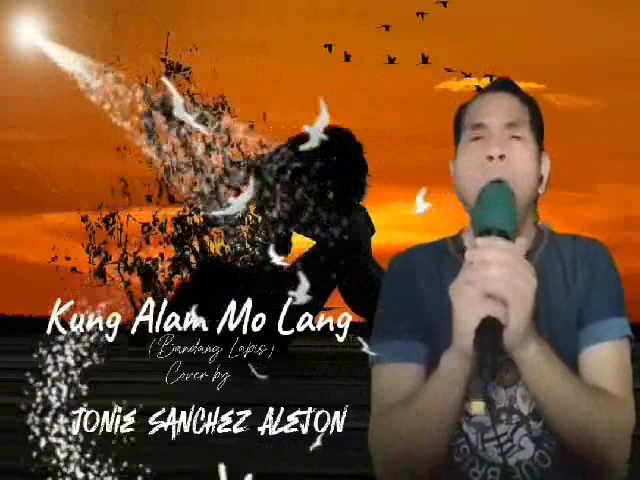 Kung Alam Mo Lang
(Bandang Lapis)
Cover by
JONiE SANCHEZ ALEJON